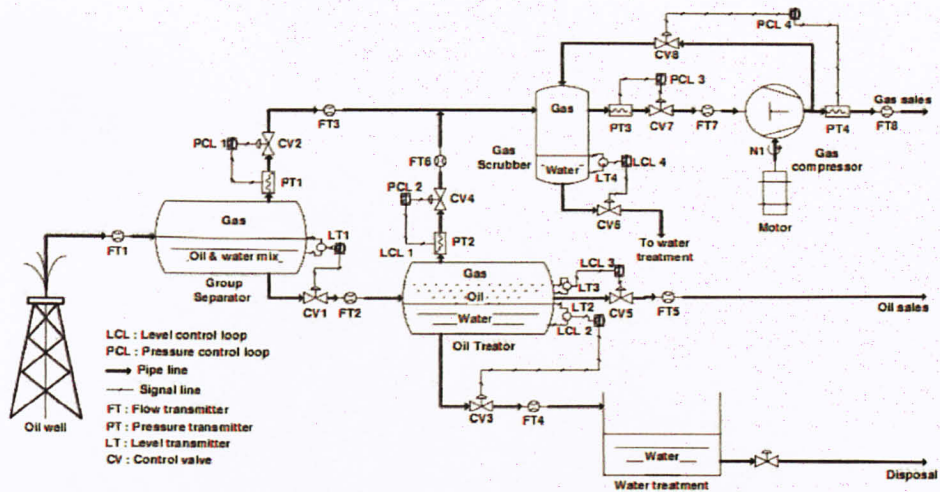 PCL 4
CV8
PCL 3
Gas
Gas sales
FT3
PT3
CV7
FT7
PT4
FT8
PCL 1
CV2
Gas
Scrubber
N1
Gas
compressor
FT6
Water
LCL 4
LT4
PT1
PCL 2
CV4
Gas
LT1
CV6
Motor
FT1
Oil & water mix
LCL 1
PT2
To water
treatment
Group
Separator
Gas
LCL 3
LT3
Oil
CV1
FT2
LT2
CV5
FT5
Oil sales
Water
LCL 2
Oil Treator
LCL : Level control loop
PCL : Pressure control loop
Pipe line
Signal line
FT : Flow transmitter
PT : Pressure transmitter
LT : Level transmitter
CV : Control valve
CV3
FT4
Oil well
Water
Disposal
Water treatment